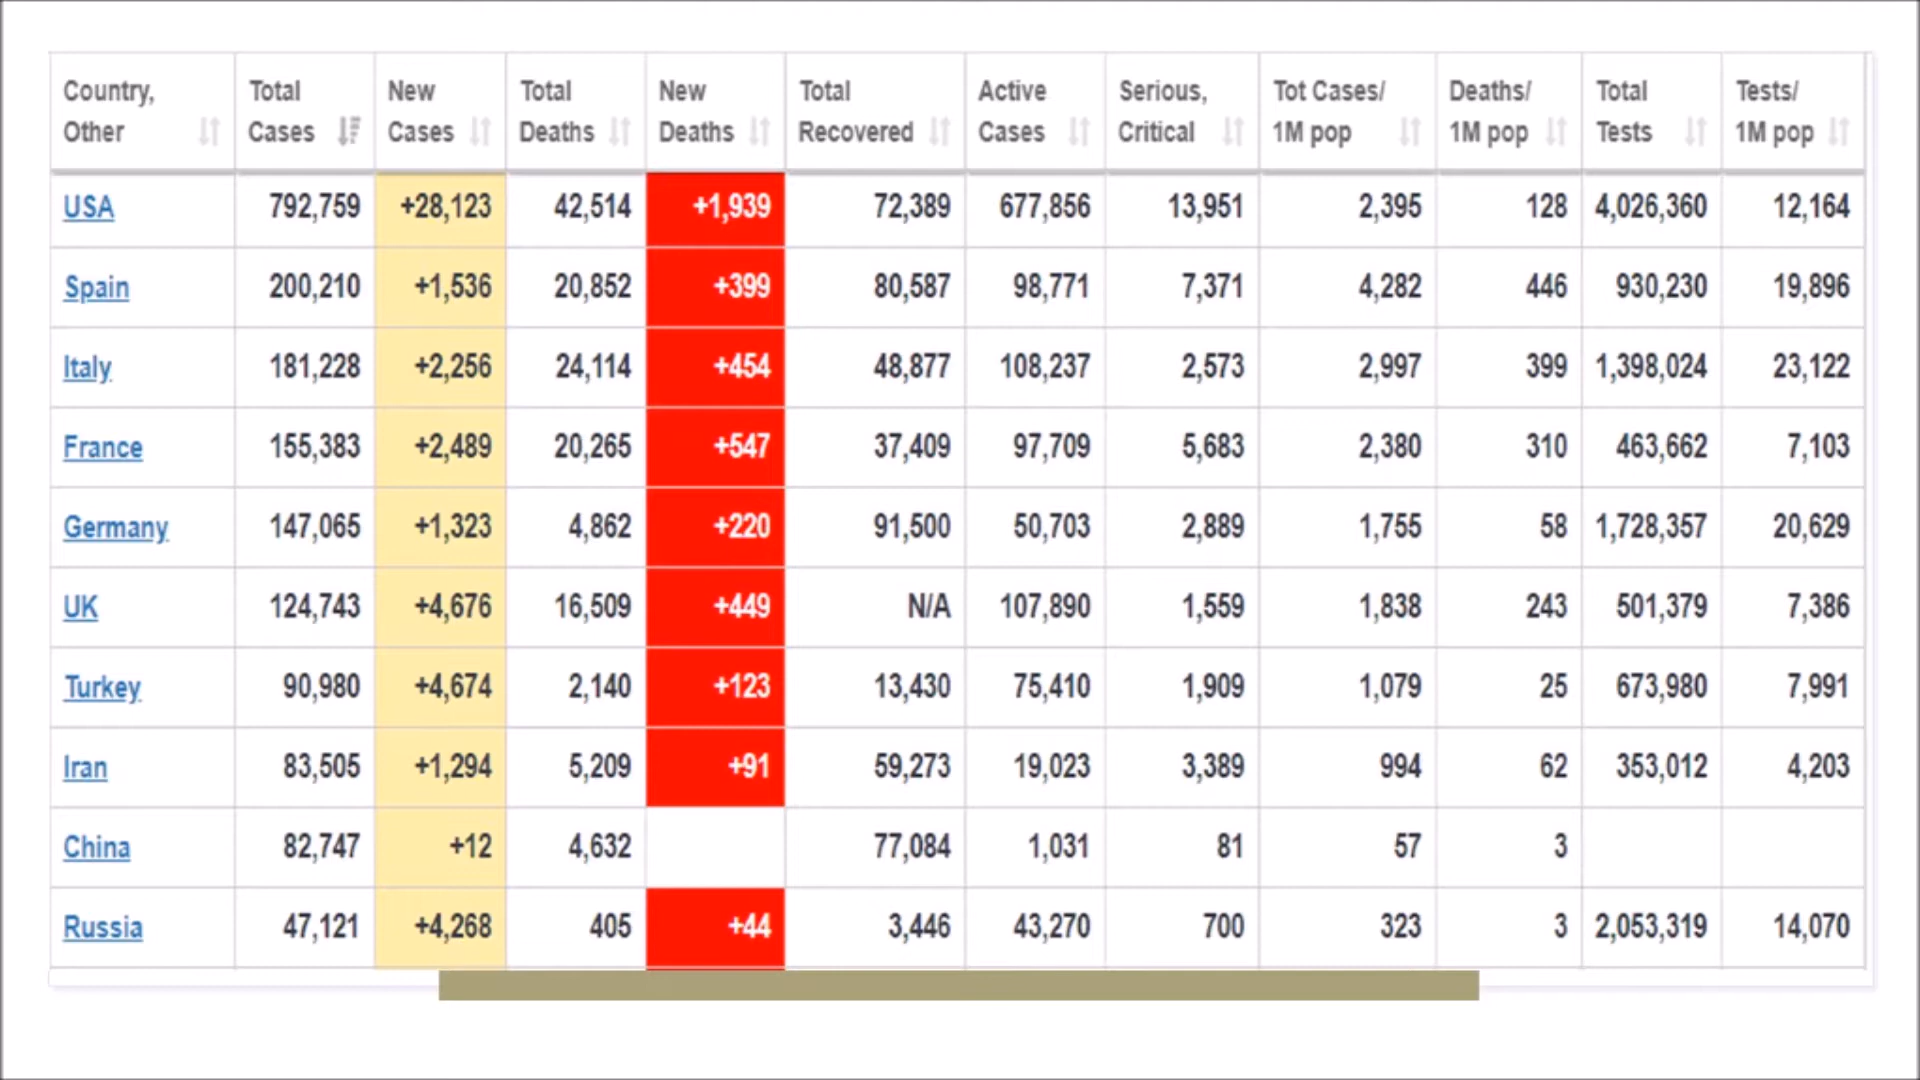 Country, Other Total Cases New Cases Total Deaths New Deaths Total Recovered Active Cases Serious, Critical Tot Cases/ 1M pop Deaths/ 1M pop Total Tests Tests/ 1M pop
USA 792,759 +28,123 42,514 +1,939 72,389 677,856 13,951 2,395 128 4,026,360 12,164
Spain 200,210 +1,536 20,852 +399 80,587 98,771 7,371 4,282 446 930,230 19,896
Italy 181,228 +2,256 24,114 +454 48,877 108,237 2,573 2,997 399 1,398,024 23,122
France 155,383 +2,489 20,265 +547 37,409 97,709 5,683 2,380 310 463,662 7,103
Germany 147,065 +1,323 4,862 +220 91,500 50,703 2,889 1,755 58 1,728,357 20,629
UK 124,743 +4,676 16,509 +449 N/A 107,890 1,559 1,838 243 501,379 7,386
Turkey 90,980 +4,674 2,140 +123 13,430 75,410 1,909 1,079 25 673,980 7,991
Iran 83,505 +1,294 5,209 +91 59,273 19,023 3,389 994 62 353,012 4,203
China 82,747 +12 4,632 77,084 1,031 81 57 3
Russia 47,121 +4,268 405 +44 3,446 43,270 700 323 3 2,053,319 14,070